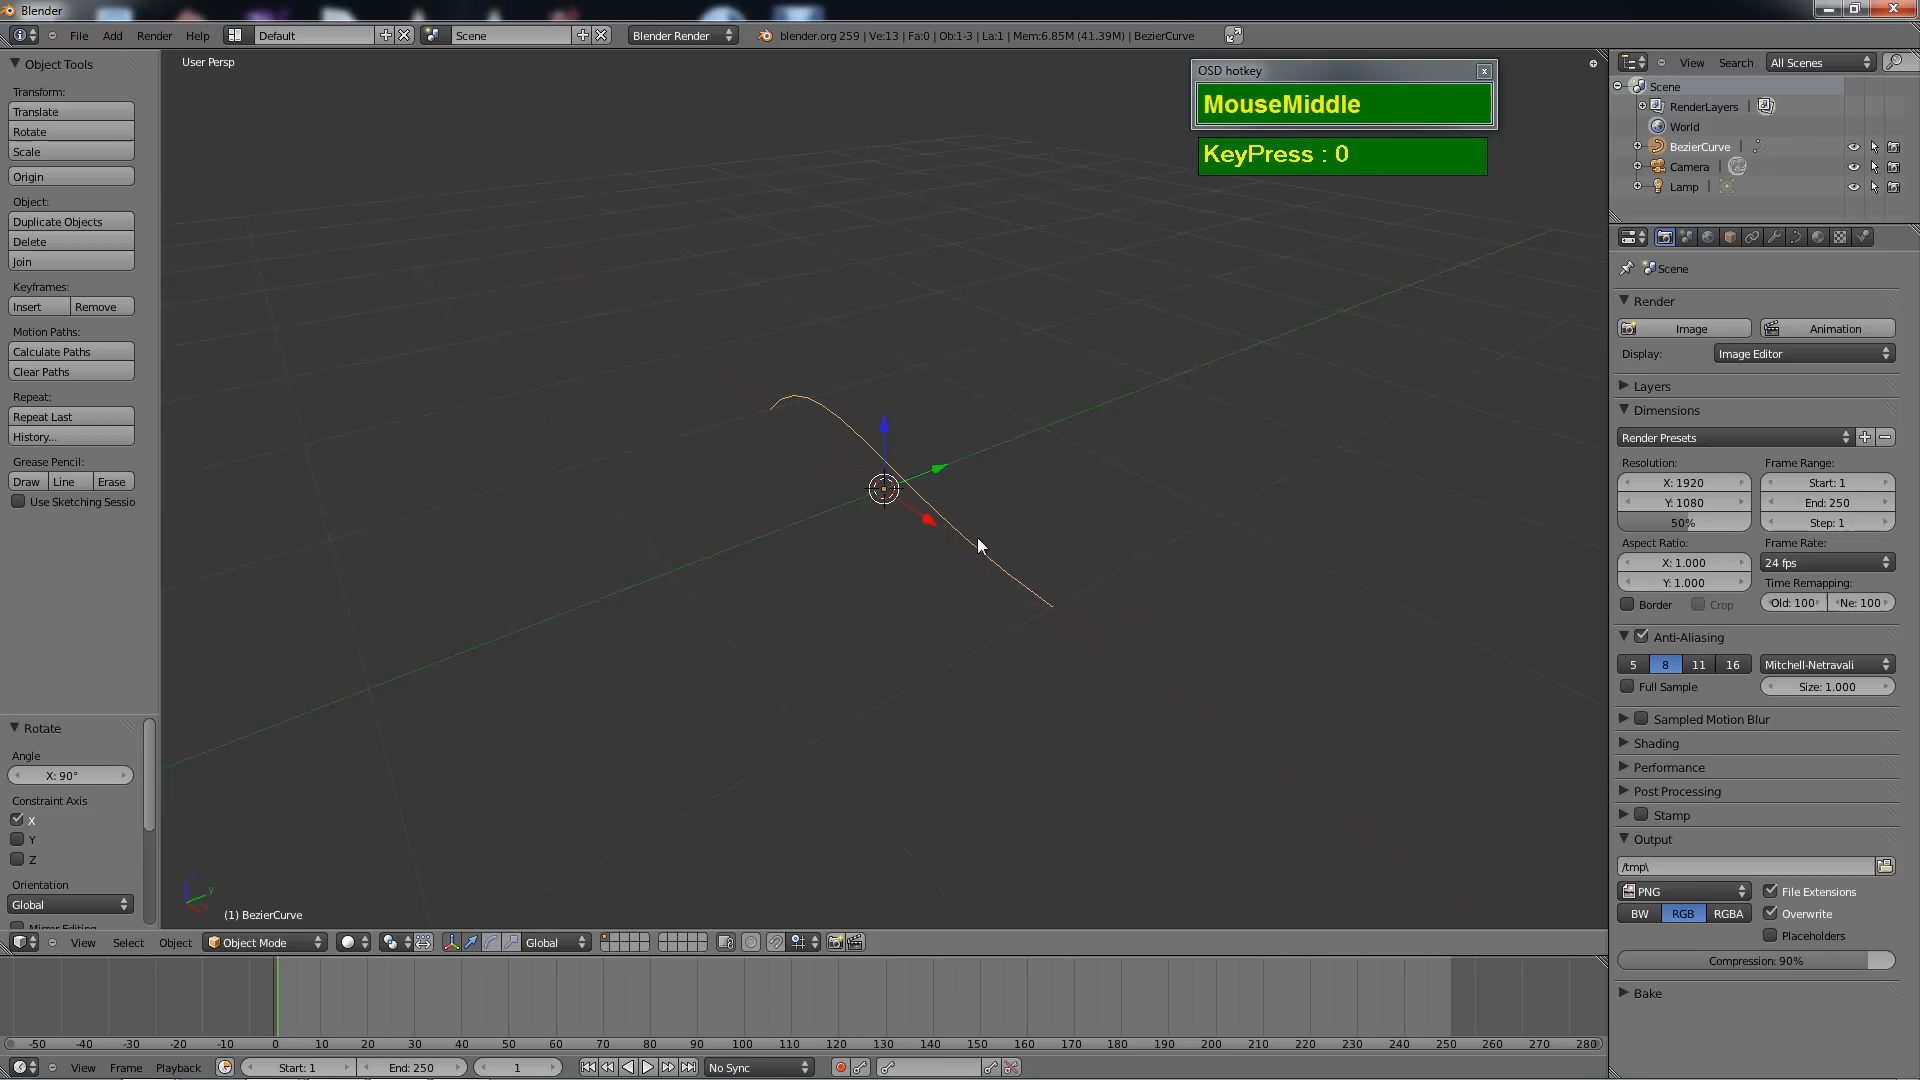 Blender
File Add Render Help Default Scene Blender Render blender.org 259 | Ve:13 | Fa:0 | Ob:1-3 | La:1 | Mem:6.85M (41.39M) | BezierCurve
Object Tools
Transform:
Translate
Rotate
Scale
Origin
Object:
Duplicate Objects
Delete
Join
Keyframes:
Insert Remove
Motion Paths:
Calculate Paths
Clear Paths
Repeat:
Repeat Last
History...
Grease Pencil:
Draw Line Erase
Use Sketching Sessio
Rotate
Angle
X: 90°
Constraint Axis
X
Y
Z
Orientation
Global
User Persp
OSD hotkey
MouseMiddle
KeyPress : 0
(1) BezierCurve
View Select Object Object Mode Global
-50 -40 -30 -20 -10 0 10 20 30 40 50 60 70 80 90 100 110 120 130 140 150 160 170 180 190 200 210 220 230 240 250 260 270 280
View Frame Playback Start: 1 End: 250 1 No Sync
View Search All Scenes
Scene
RenderLayers
World
BezierCurve
Camera
Lamp
Scene
Render
Image Animation
Display: Image Editor
Layers
Dimensions
Render Presets
Resolution: Frame Range:
X: 1920 Start: 1
Y: 1080 End: 250
50% Step: 1
Aspect Ratio: Frame Rate:
X: 1.000 24 fps
Y: 1.000 Time Remapping:
Border Crop Old: 100 Ne: 100
Anti-Aliasing
5 8 11 16 Mitchell-Netravali
Full Sample Size: 1.000
Sampled Motion Blur
Shading
Performance
Post Processing
Stamp
Output
/tmp\
PNG File Extensions
BW RGB RGBA Overwrite
Placeholders
Compression: 90%
Bake